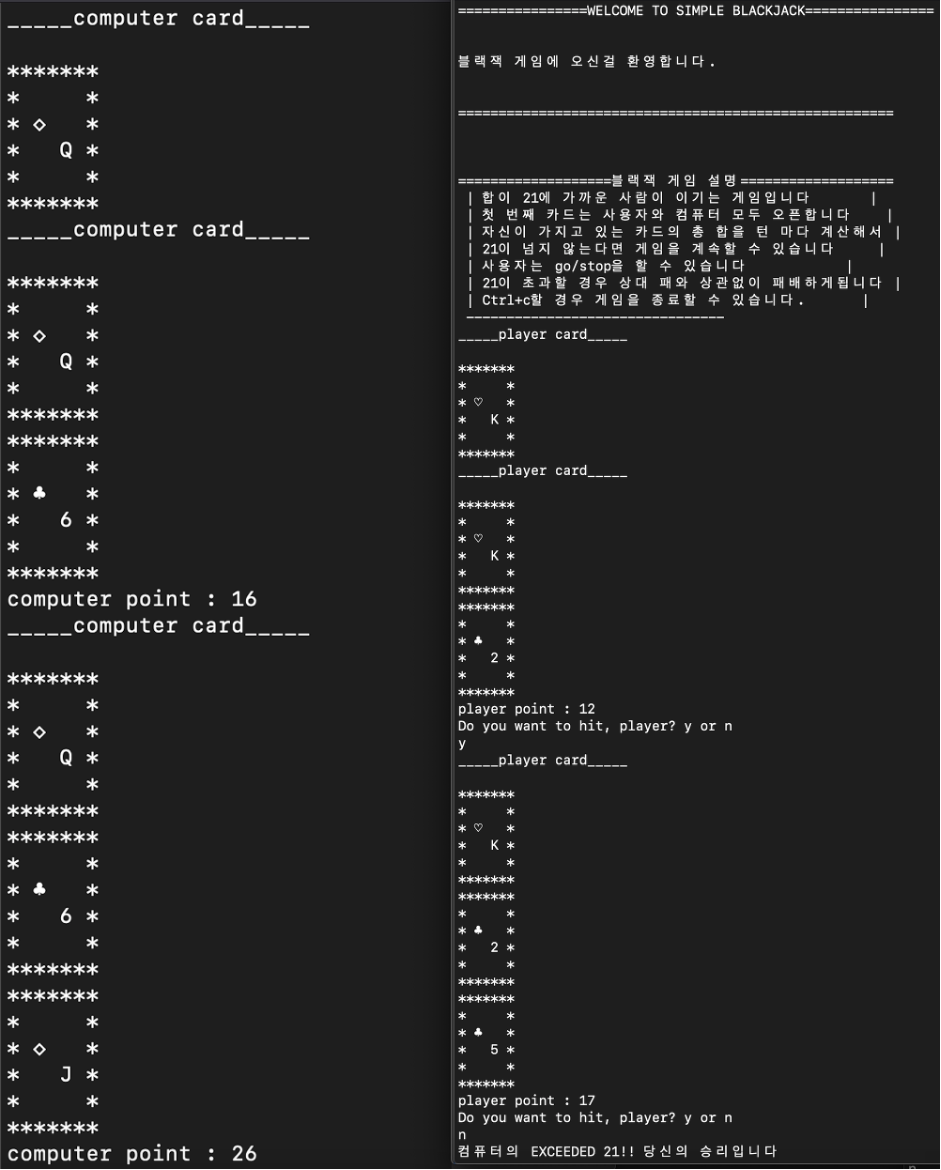 _____computer card_____
*******
*     *
* ◇   *
*   Q *
*     *
*******
_____computer card_____
*******
*     *
* ◇   *
*   Q *
*     *
*******
*******
*     *
* ♣   *
*   6 *
*     *
*******
computer point : 16
_____computer card_____
*******
*     *
* ◇   *
*   Q *
*     *
*******
*******
*     *
* ♣   *
*   6 *
*     *
*******
*******
*     *
* ◇   *
*   J *
*     *
*******
computer point : 26
================WELCOME TO SIMPLE BLACKJACK================
블랙잭 게임에 오신걸 환영합니다.
======================================================
===================블랙잭 게임 설명===================
| 합이 21에 가까운 사람이 이기는 게임입니다 |
| 첫 번째 카드는 사용자와 컴퓨터 모두 오픈합니다 |
| 자신이 가지고 있는 카드의 총 합을 턴 마다 계산해서 |
| 21이 넘지 않는다면 게임을 계속할 수 있습니다 |
| 사용자는 go/stop을 할 수 있습니다 |
| 21이 초과할 경우 상대 패와 상관없이 패배하게됩니다 |
| Ctrl+c할 경우 게임을 종료할 수 있습니다. |
--------------------------------
_____player card_____
*******
*     *
* ♡   *
*   K *
*     *
*******
_____player card_____
*******
*     *
* ♡   *
*   K *
*     *
*******
*******
*     *
* ♣   *
*   2 *
*     *
*******
player point : 12
Do you want to hit, player? y or n
y
_____player card_____
*******
*     *
* ♡   *
*   K *
*     *
*******
*******
*     *
* ♣   *
*   2 *
*     *
*******
*******
*     *
* ♣   *
*   5 *
*     *
*******
player point : 17
Do you want to hit, player? y or n
n
컴퓨터의 EXCEEDED 21!! 당신의 승리입니다